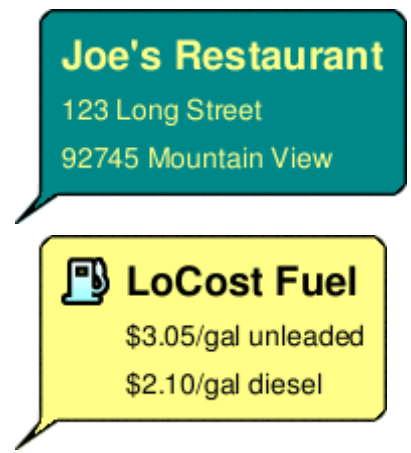 Joe's Restaurant
123 Long Street
92745 Mountain View
LoCost Fuel
$3.05/gal unleaded
$2.10/gal diesel